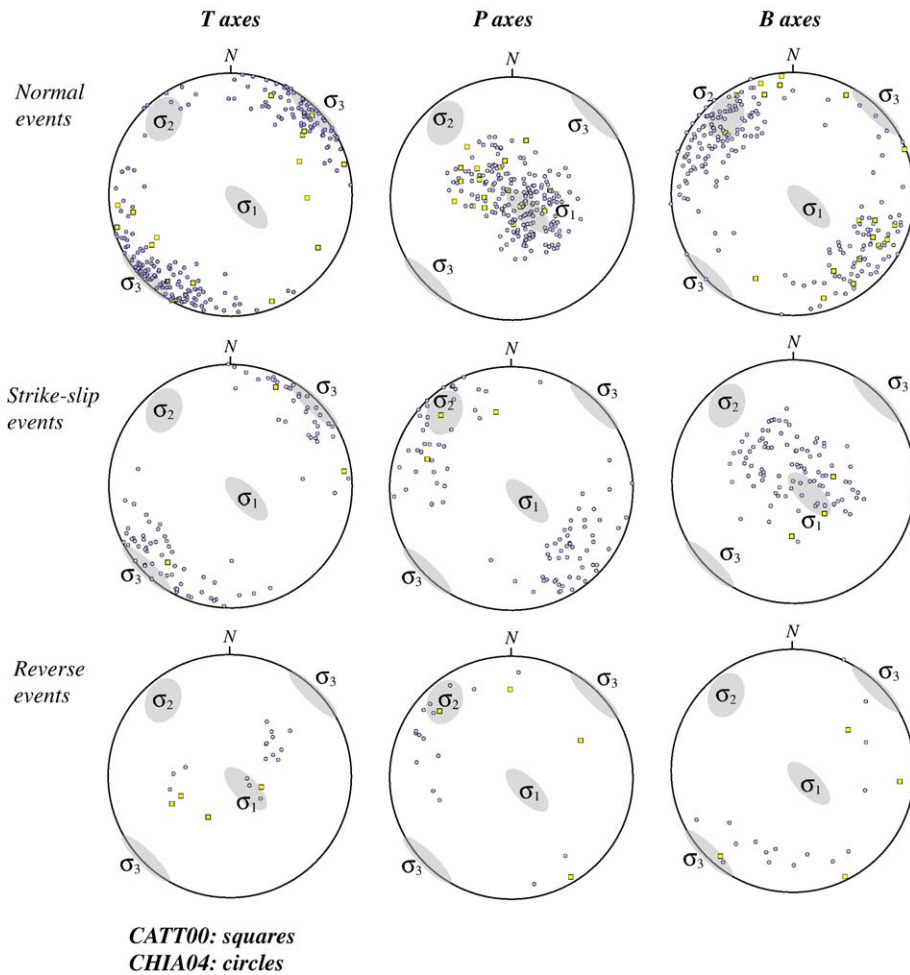 T axes P axes B axes
N N N
Normal
events
σ3 σ2 σ1 σ3
σ2 σ3 σ1 σ3
σ2 σ3 σ1 σ3
N N N
Strike-slip
events
σ3 σ2 σ1 σ3
σ3 σ2 σ1 σ3
σ3 σ2 σ1 σ3
N N N
Reverse
events
σ3 σ2 σ1 σ3
σ3 σ2 σ1 σ3
σ3 σ2 σ1 σ3
CATT00: squares
CHIA04: circles